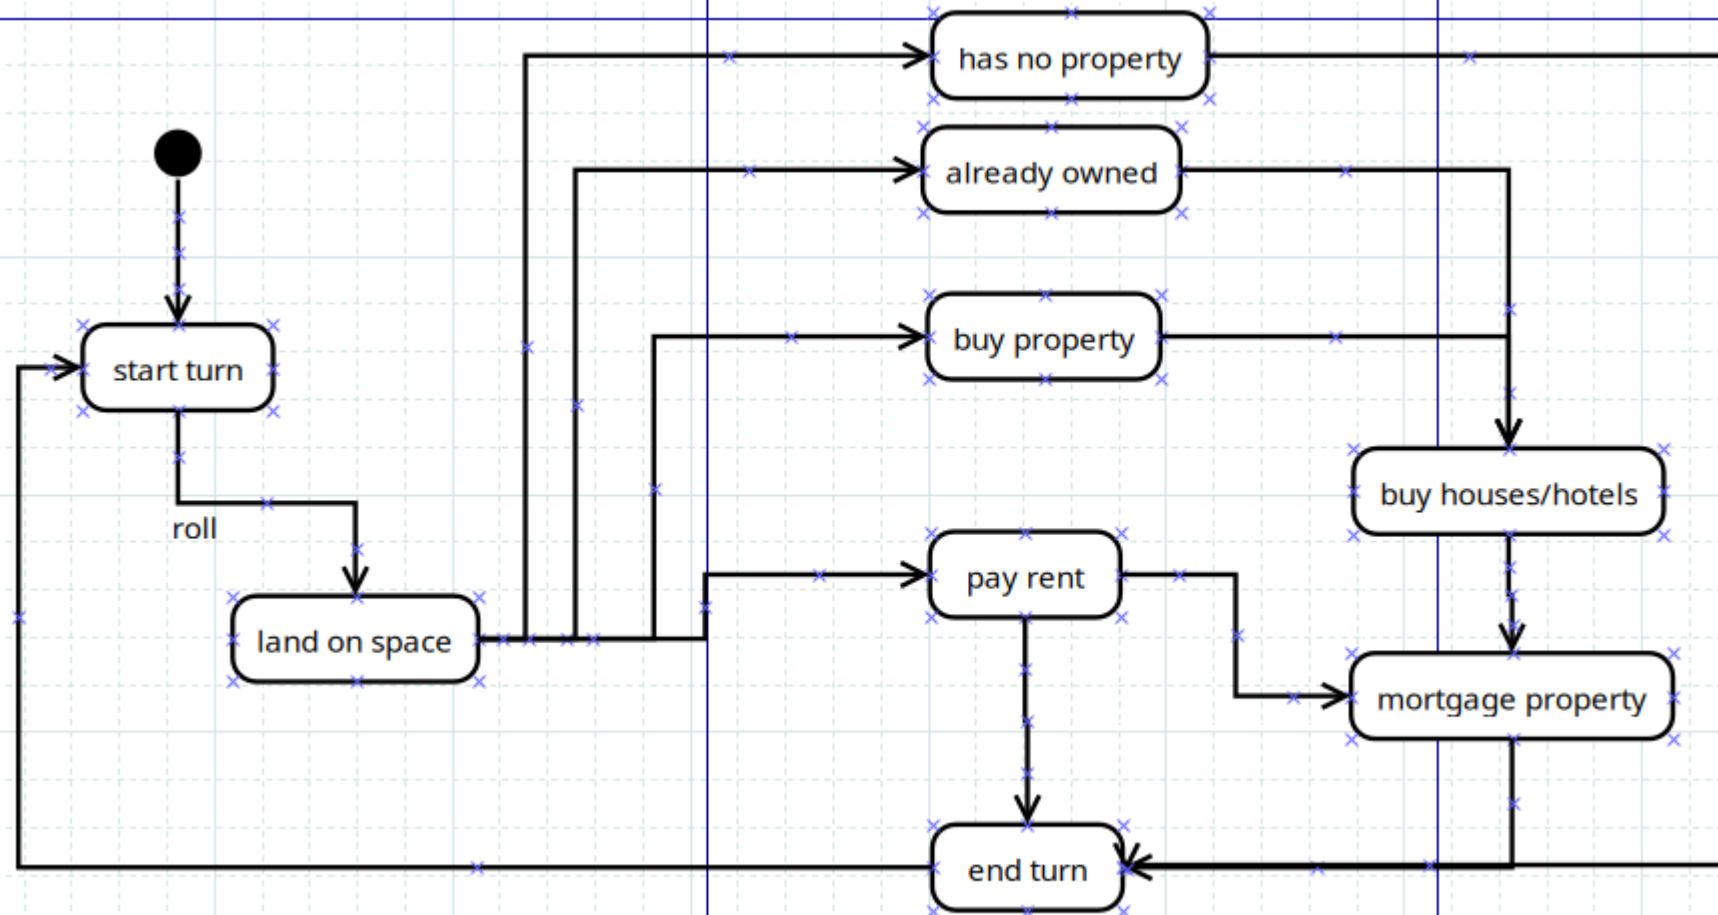 has no property
already owned
start turn
buy property
roll
buy houses/hotels
pay rent
land on space
mortgage property
end turn